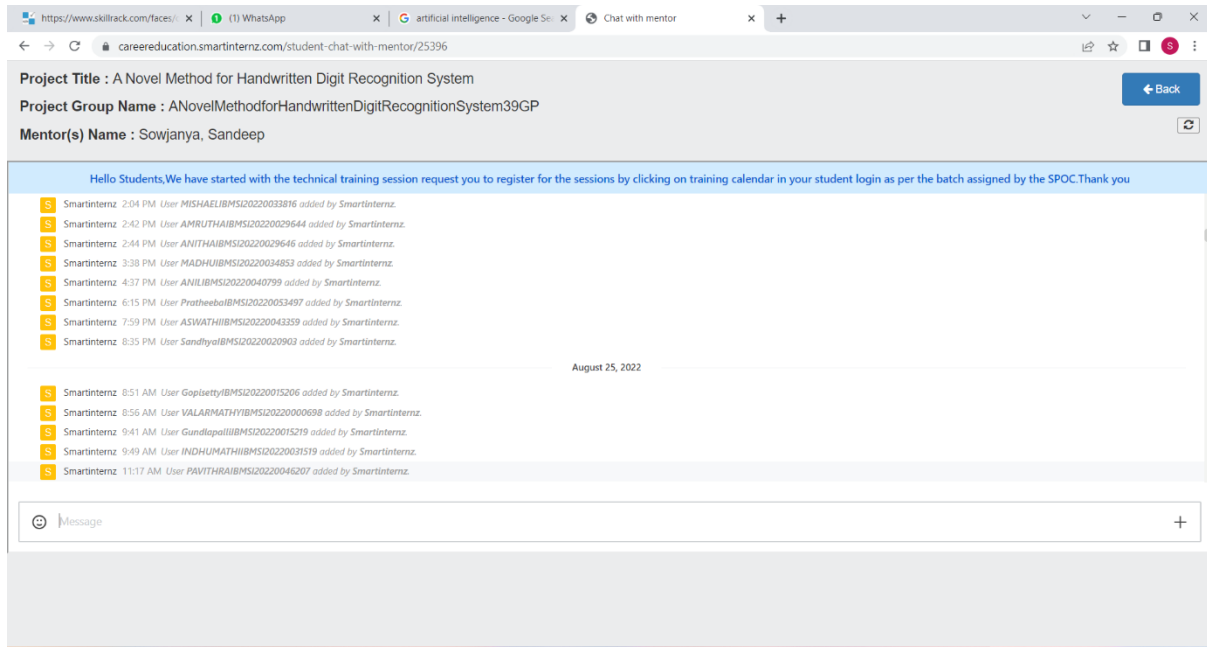 https://www.skillrack.com/faces/
(1) WhatsApp
artificial intelligence - Google Se
Chat with mentor
careereducation.smartinternz.com/student-chat-with-mentor/25396
S
Project Title : A Novel Method for Handwritten Digit Recognition System
Back
Project Group Name : ANovelMethodforHandwrittenDigitRecognitionSystem39GP
Mentor(s) Name : Sowjanya, Sandeep
Hello Students,We have started with the technical training session request you to register for the sessions by clicking on training calendar in your student login as per the batch assigned by the SPOC.Thank you
S Smartinternz 2:04 PM User MISHAELIBMSI20220033816 added by Smartinternz.
S Smartinternz 2:42 PM User AMRUTHAIBMSI20220029644 added by Smartinternz.
S Smartinternz 2:44 PM User ANITHAIBMSI20220029646 added by Smartinternz.
S Smartinternz 3:38 PM User MADHUIBMSI20220034853 added by Smartinternz.
S Smartinternz 4:37 PM User ANILIBMSI20220040799 added by Smartinternz.
S Smartinternz 6:15 PM User PratheebaIBMSI20220053497 added by Smartinternz.
S Smartinternz 7:59 PM User ASWATHIIBMSI20220043359 added by Smartinternz.
S Smartinternz 8:35 PM User SandhyaIBMSI20220020903 added by Smartinternz.
August 25, 2022
S Smartinternz 8:51 AM User GopisettyIBMSI20220015206 added by Smartinternz.
S Smartinternz 8:56 AM User VALARMATHYIBMSI20220000698 added by Smartinternz.
S Smartinternz 9:41 AM User GundlapalliIBMSI20220015219 added by Smartinternz.
S Smartinternz 9:49 AM User INDHUMATHIIBMSI20220031519 added by Smartinternz.
S Smartinternz 11:17 AM User PAVITHRAIBMSI20220046207 added by Smartinternz.
Message